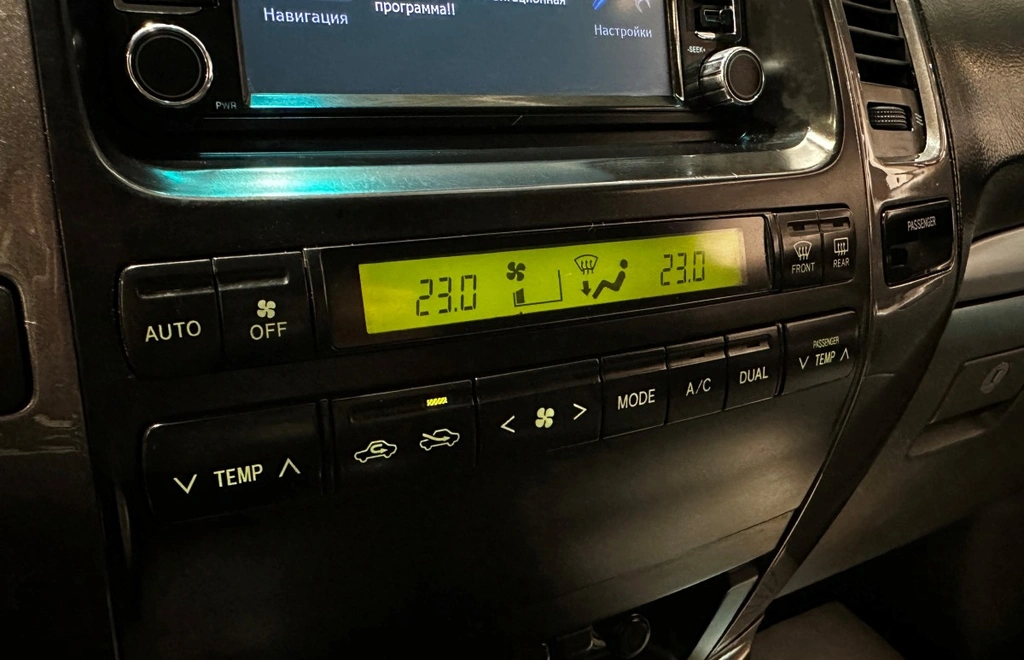 Навигация
программа!!
Настройки
PWR
-SEEK+
PASSENGER
23.0
23.0
FRONT
REAR
AUTO
OFF
TEMP
MODE
A/C
DUAL
PASSENGER
TEMP